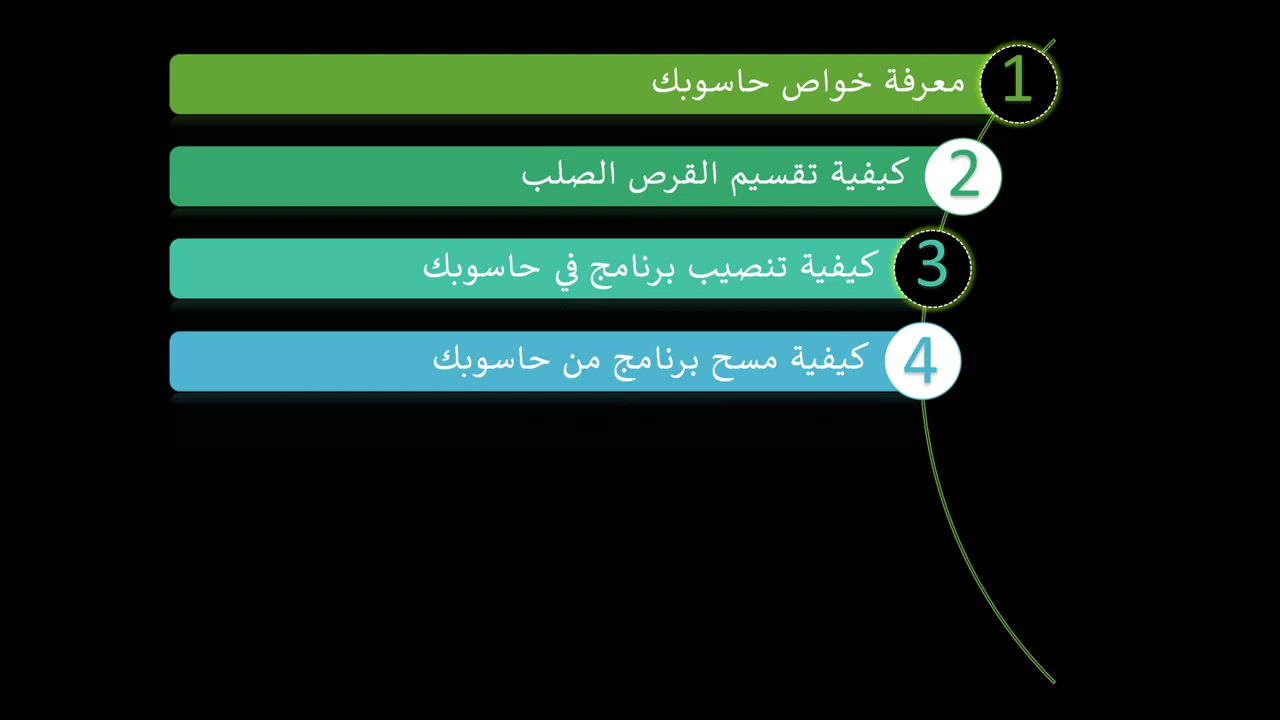 1 معرفة خواص حاسوبك
2 كيفية تقسيم القرص الصلب
3 كيفية تنصيب برنامج في حاسوبك
4 كيفية مسح برنامج من حاسوبك